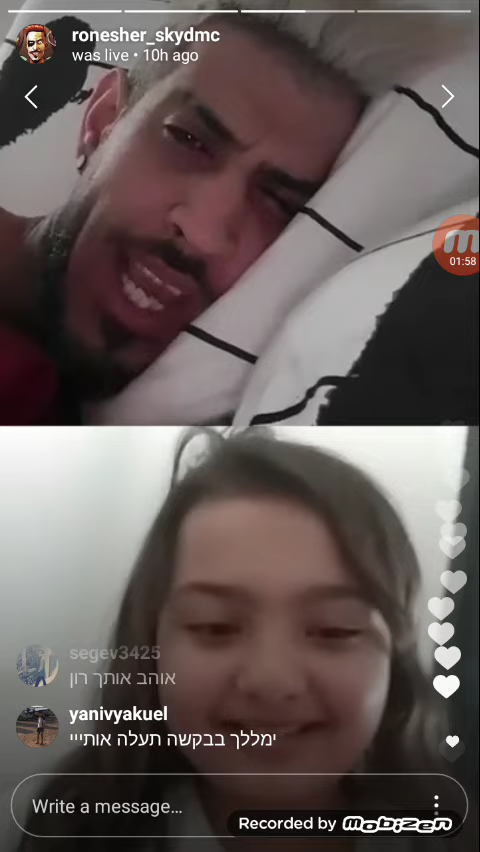 ronesher_skydmc
was live • 10h ago
01:58
segev3425
אוהב אותך רון
yanivyakuel
ימללך בבקשה תעלה אותייי
Write a message...
Recorded by mobizen